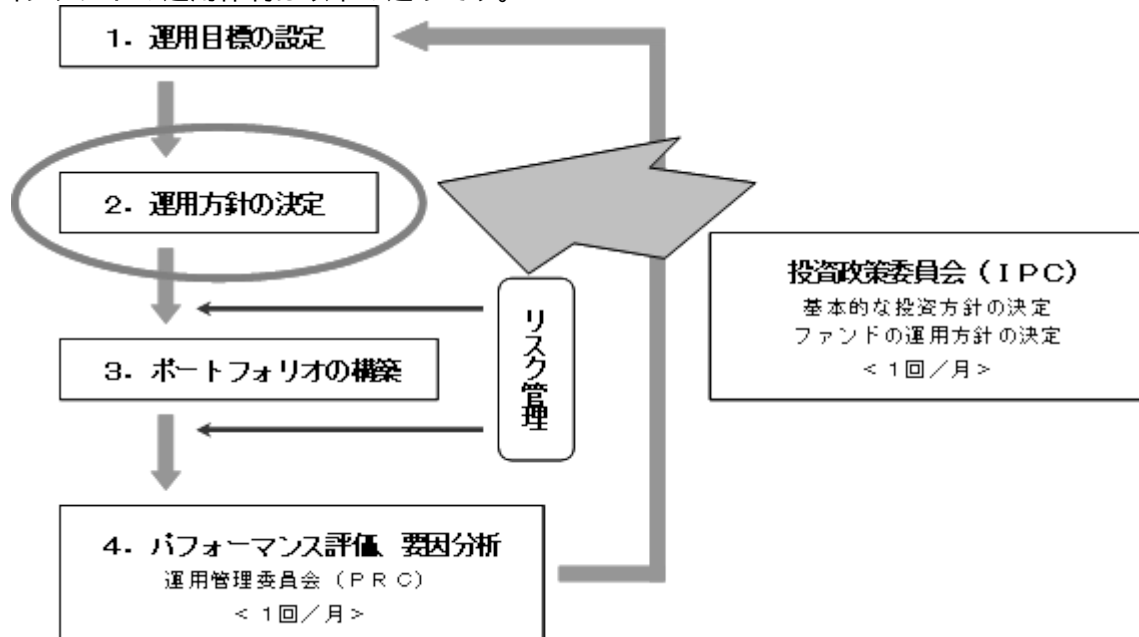 1．運用目標の設定
2．運用方針の決定
投資政策委員会（IPC）
基本的な投資方針の決定
ファンドの運用方針の決定
＜1回／月＞
リスク管理
3．ポートフォリオの構築
4．パフォーマンス評価、要因分析
運用管理委員会（PRC）
＜1回／月＞